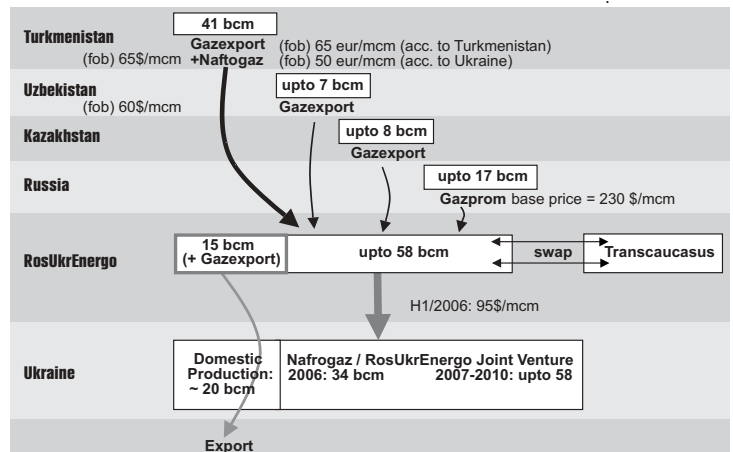 41 bcm
Turkmenistan
Gazexport
(fob) 65 eur/mcm (acc. to Turkmenistan)
(fob) 65$/mcm
+Naftogaz
(fob) 50 eur/mcm (acc. to Ukraine)
Uzbekistan
upto 7 bcm
(fob) 60$/mcm
Gazexport
Kazakhstan
upto 8 bcm
Gazexport
Russia
upto 17 bcm
Gazprom base price = 230 $/mcm
RosUkrEnergo
15 bcm
(+ Gazexport)
upto 58 bcm
swap
Transcaucasus
H1/2006: 95$/mcm
Ukraine
Domestic
Production:
~ 20 bcm
Nafrogaz / RosUkrEnergo Joint Venture
2006: 34 bcm 2007-2010: upto 58
Export